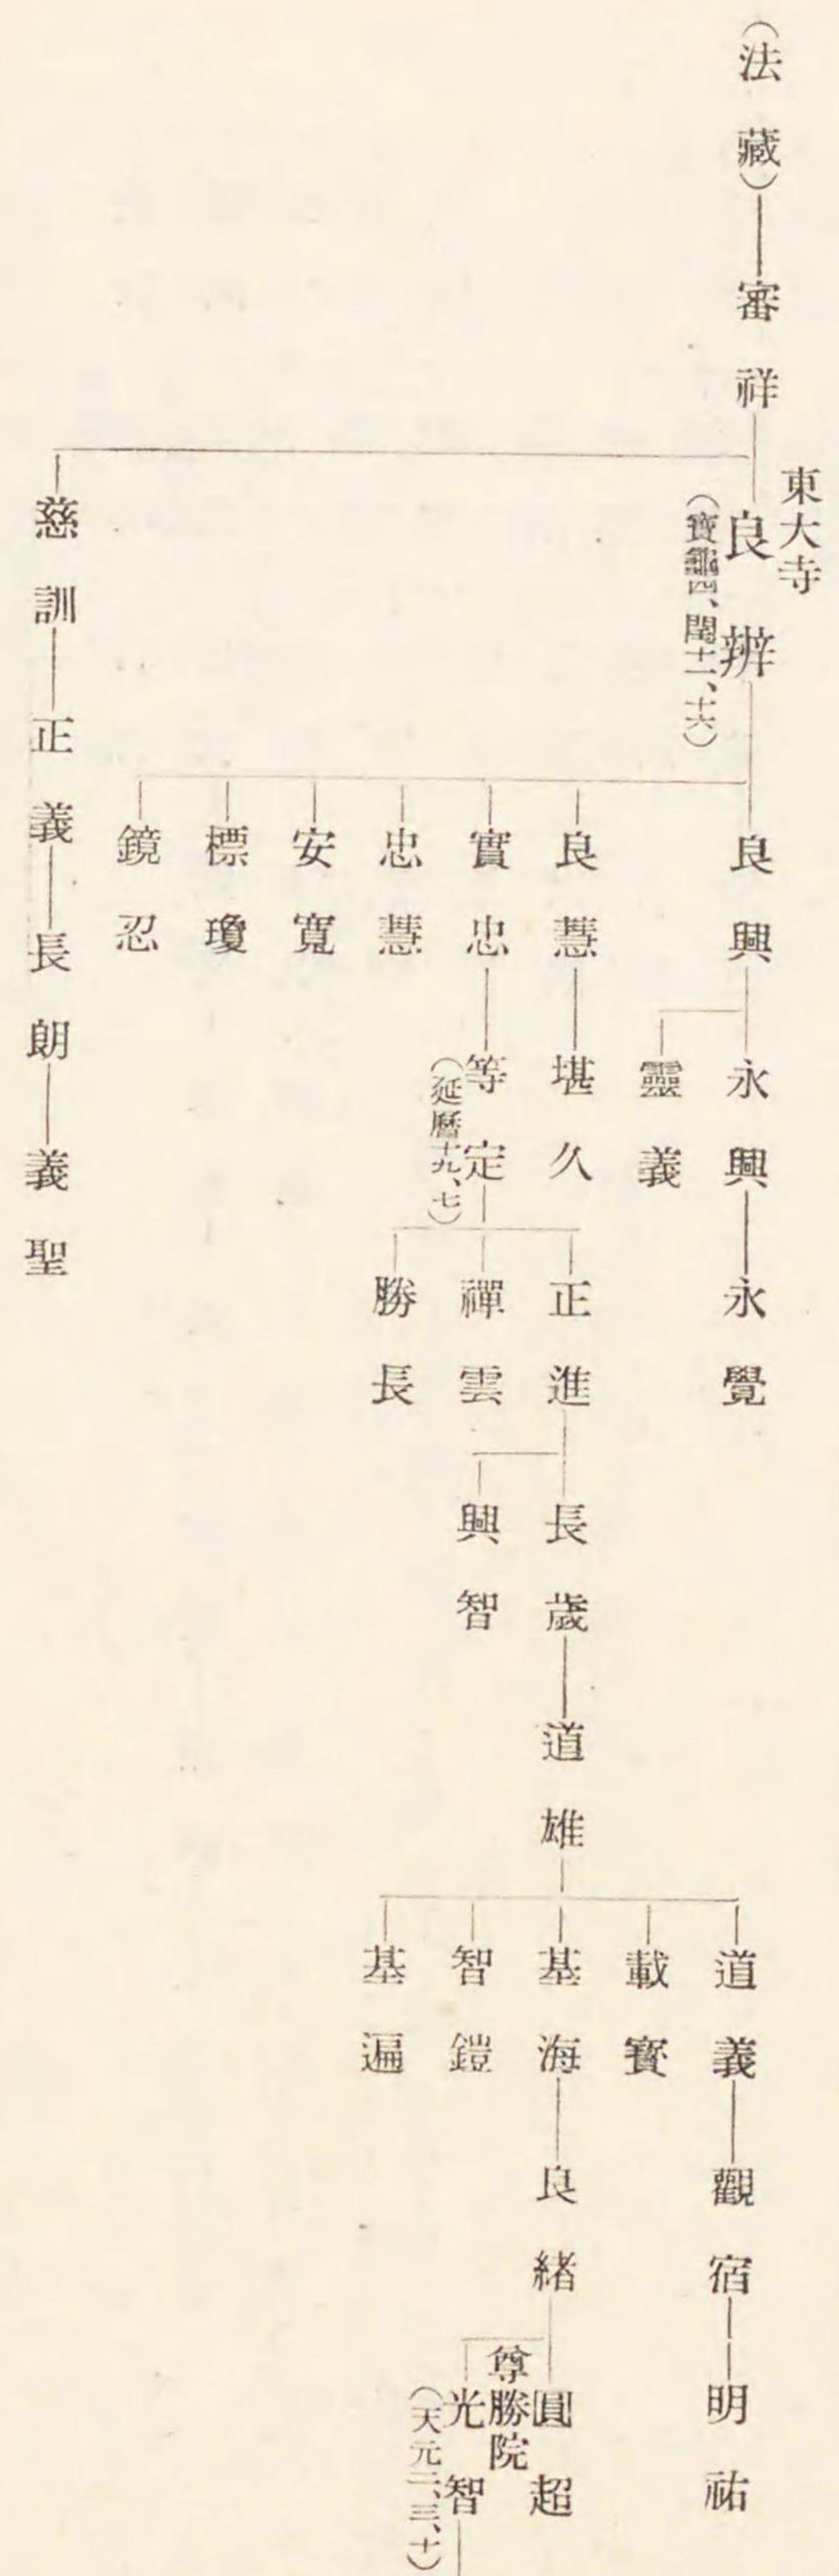 (法藏)
審祥
東大寺
良辨
(寶龜四、閏十一、十六)
慈訓
正義
長朗
義聖
良興
良慧
實忠
忠慧
安寬
標瓊
鏡忍
永興
靈義
永覺
堪久
等定
(延曆十九、七)
正進
禪雲
勝長
長歲
興智
道雄
道義
載寶
基海
智鎧
基遍
觀宿
明祐
良緒
圓超
尊勝院
光智
(天元二、三、十)